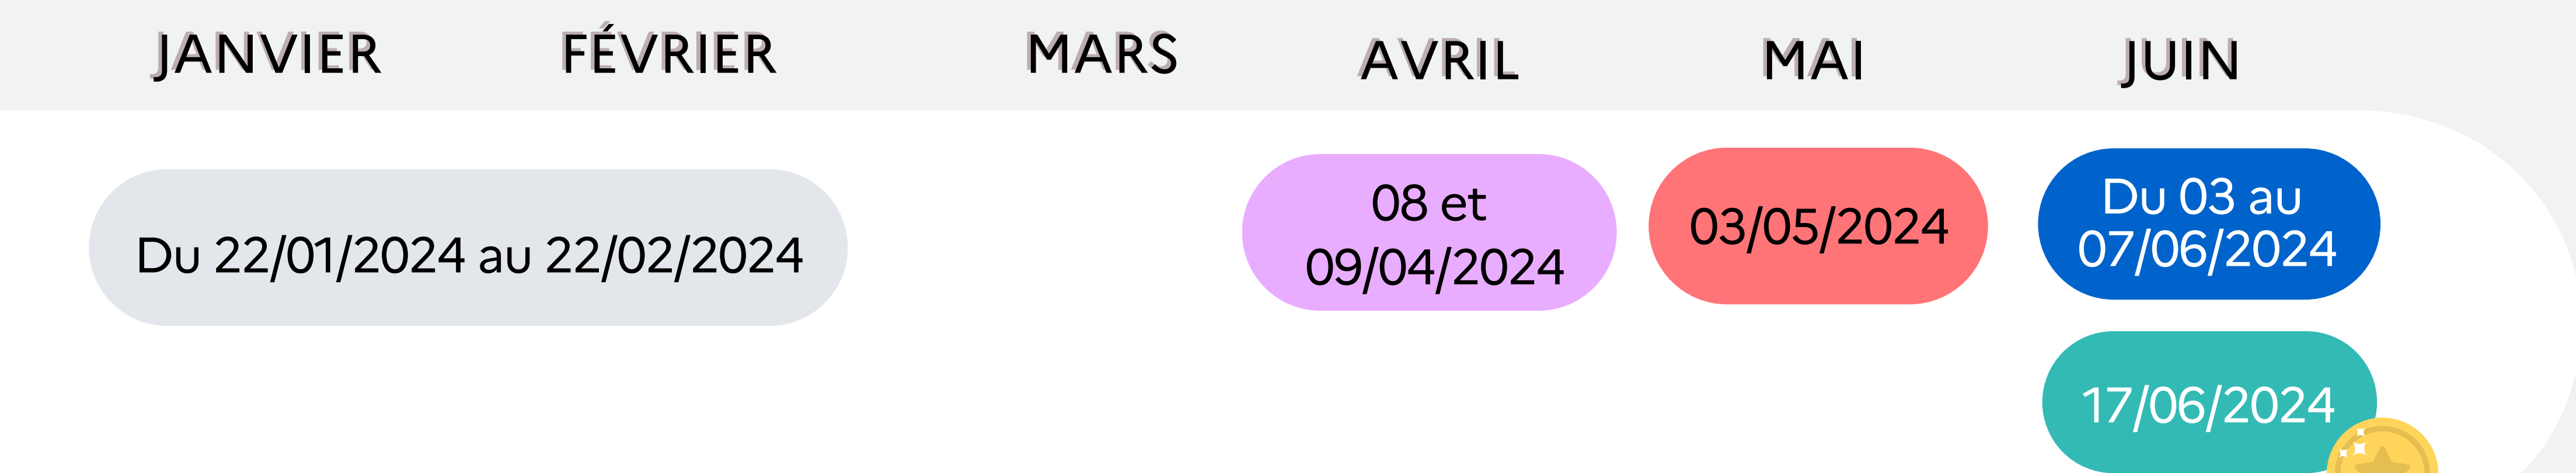 JANVIER
FÉVRIER
MARS
AVRIL
MAI
JUIN
Du 22/01/2024 au 22/02/2024
08 et
09/04/2024
03/05/2024
Du 03 au
07/06/2024
17/06/2024